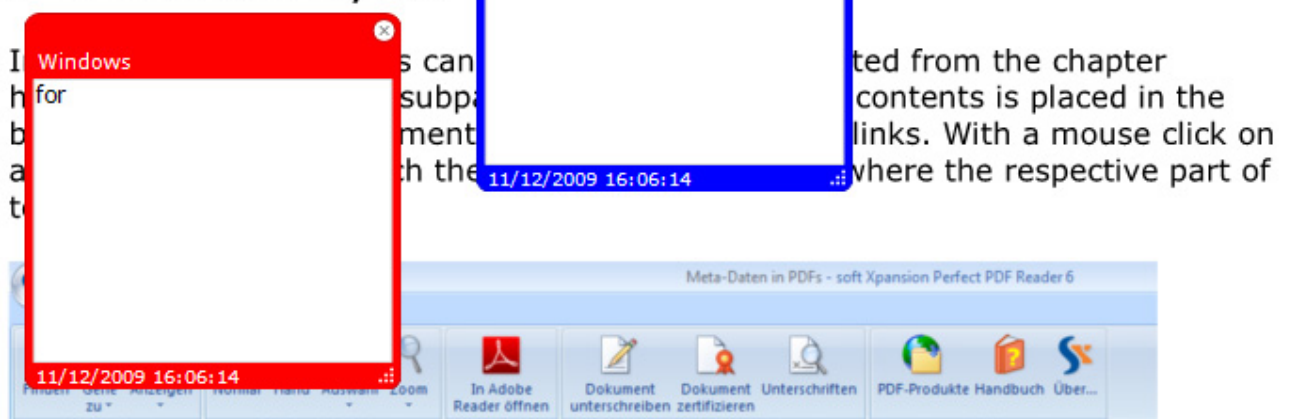 Windows
for
11/12/2009 16:06:14
11/12/2009 16:06:14
s can ted from the chapter
subpa contents is placed in the
ment links. With a mouse click on
ch the where the respective part of
Meta-Daten in PDFs - soft Xpansion Perfect PDF Reader 6
zu Normal Hand Auswahl Zoom
In Adobe Reader öffnen
Dokument unterschreiben
Dokument zertifizieren
Unterschriften
PDF-Produkte
Handbuch
Über...